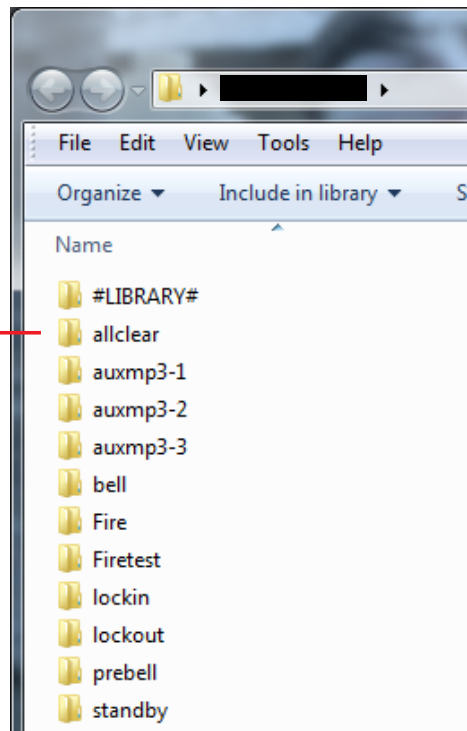 File Edit View Tools Help
Organize Include in library S
Name
#LIBRARY#
allclear
auxmp3-1
auxmp3-2
auxmp3-3
bell
Fire
Firetest
lockin
lockout
prebell
standby